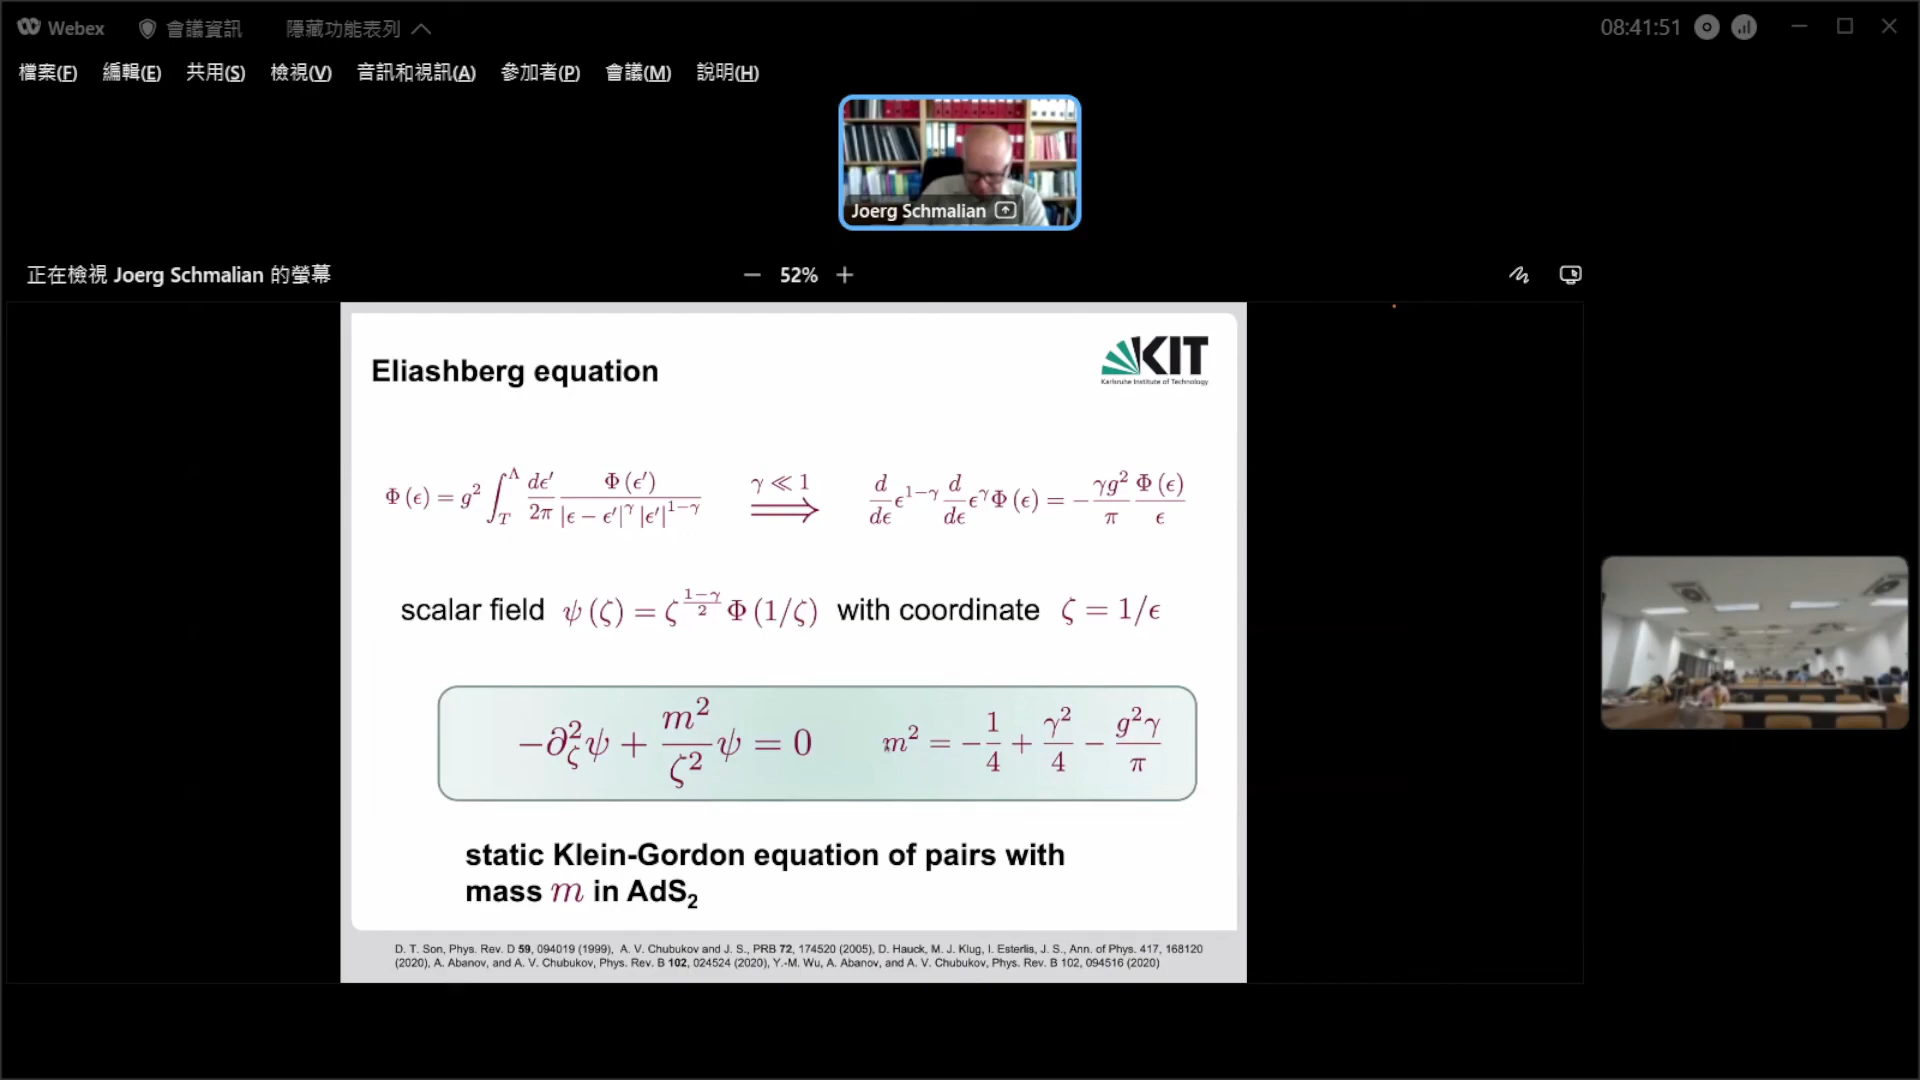 Webex 會議資訊 隱藏功能表列 08:41:51
檔案(F) 編輯(E) 共用(S) 檢視(V) 音訊和視訊(A) 參加者(P) 會議(M) 說明(H)
Joerg Schmalian
正在檢視 Joerg Schmalian 的螢幕 52%
KIT
Karlsruhe Institute of Technology
Eliashberg equation
Φ(ϵ) = g² ∫_T^Λ dϵ′/2π Φ(ϵ′)/(|ϵ − ϵ′|^γ |ϵ′|^{1−γ}) γ ≪ 1 ⟹ d/dϵ ϵ^{1−γ} d/dϵ ϵ^γ Φ(ϵ) = − γg²/π Φ(ϵ)/ϵ
scalar field ψ(ζ) = ζ^{(1−γ)/2} Φ(1/ζ) with coordinate ζ = 1/ϵ
−∂²_ζ ψ + m²/ζ² ψ = 0 m² = −1/4 + γ²/4 − g²γ/π
static Klein-Gordon equation of pairs with
mass m in AdS₂
D. T. Son, Phys. Rev. D 59, 094019 (1999), A. V. Chubukov and J. S., PRB 72, 174520 (2005), D. Hauck, M. J. Klug, I. Esterlis, J. S., Ann. of Phys. 417, 168120
(2020), A. Abanov, and A. V. Chubukov, Phys. Rev. B 102, 024524 (2020), Y.-M. Wu, A. Abanov, and A. V. Chubukov, Phys. Rev. B 102, 094516 (2020)